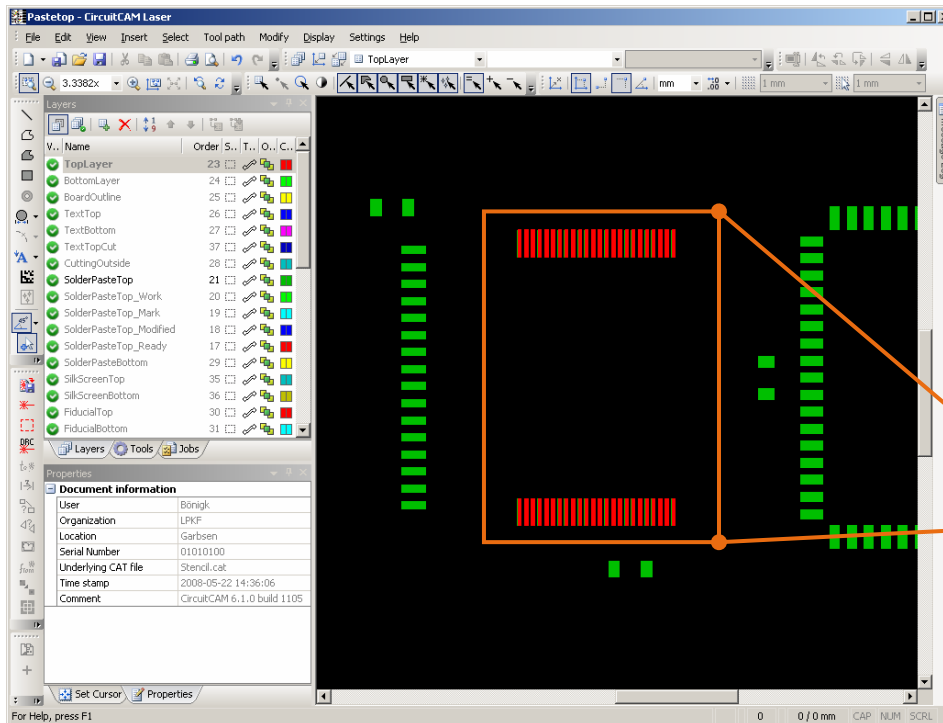 Pastetop - CircuitCAM Laser
File Edit View Insert Select Tool path Modify Display Settings Help
TopLayer
3.3382x mm 1 mm 1 mm
Layers
V.. Name Order S.. T.. O.. C..
TopLayer 23
BottomLayer 24
BoardOutline 25
TextTop 26
TextBottom 27
TextTopCut 37
CuttingOutside 28
SolderPasteTop 21
SolderPasteTop_Work 20
SolderPasteTop_Mark 19
SolderPasteTop_Modified 18
SolderPasteTop_Ready 17
SolderPasteBottom 29
SilkScreenTop 35
SilkScreenBottom 36
FiducialTop 30
FiducialBottom 31
Layers Tools Jobs
Properties
Document information
User Bönigk
Organization LPKF
Location Garbsen
Serial Number 01010100
Underlying CAT file Stencil.cat
Time stamp 2008-05-22 14:36:06
Comment CircuitCAM 6.1.0 build 1105
Set Cursor Properties
For Help, press F1 0 0 / 0 mm CAP NUM SCRL